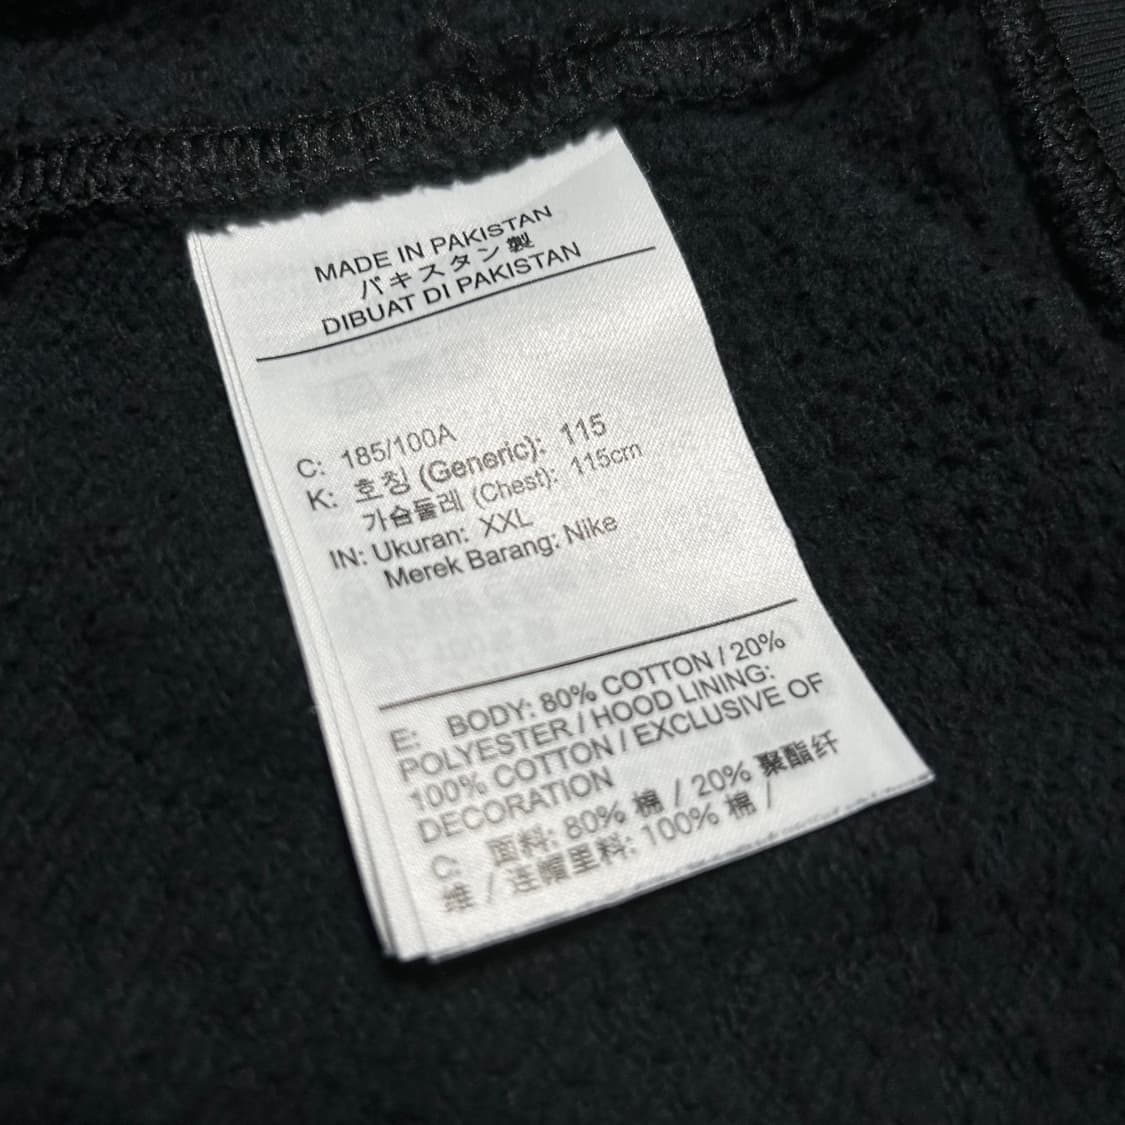 MADE IN PAKISTAN
パキスタン製
DIBUAT DI PAKISTAN
C: 185/100A
K: 호칭 (Generic): 115
가슴둘레 (Chest): 115cm
IN: Ukuran: XXL
Merek Barang: Nike
E: BODY: 80% COTTON / 20%
POLYESTER / HOOD LINING:
100% COTTON / EXCLUSIVE OF
DECORATION
C: 面料: 80% 棉 / 20% 聚酯纤
维 / 连帽里料: 100% 棉 /